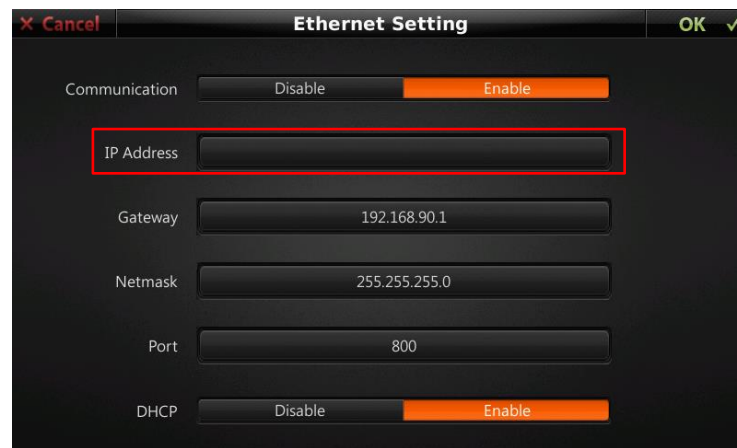 × Cancel Ethernet Setting OK ✓
Communication Disable Enable
IP Address
Gateway 192.168.90.1
Netmask 255.255.255.0
Port 800
DHCP Disable Enable